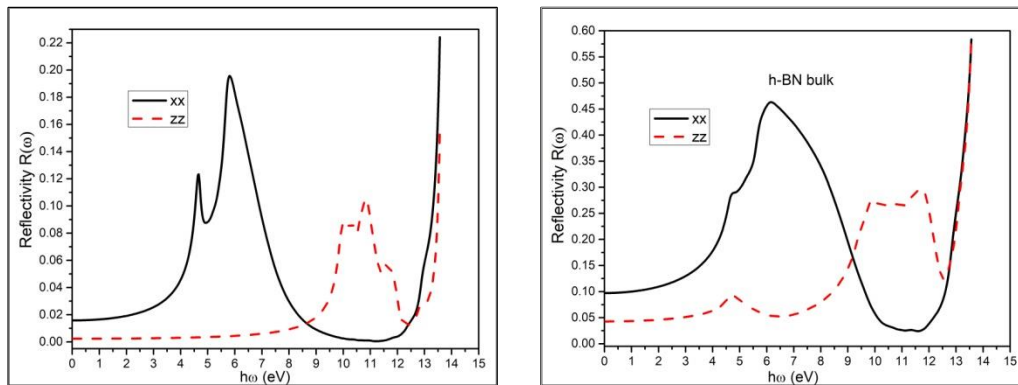 Reflectivity R(ω)
0.22
0.20
0.18
0.16
0.14
0.12
0.10
0.08
0.06
0.04
0.02
0.00
xx
zz
0 1 2 3 4 5 6 7 8 9 10 11 12 13 14 15
hω (eV)
Reflectivity R(ω)
0.60
0.55
0.50
0.45
0.40
0.35
0.30
0.25
0.20
0.15
0.10
0.05
0.00
h-BN bulk
xx
zz
0 1 2 3 4 5 6 7 8 9 10 11 12 13 14 15
hω (eV)